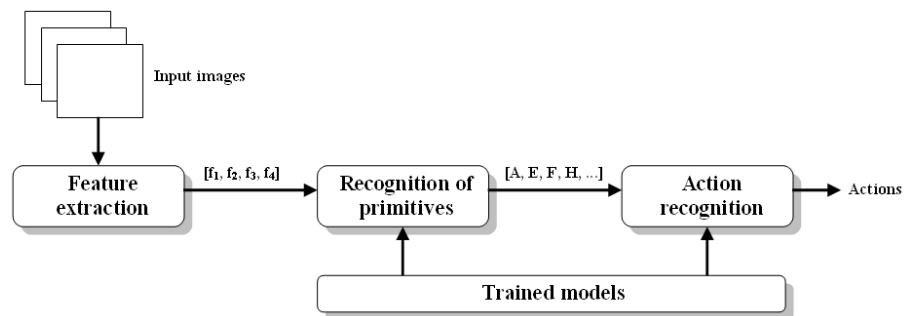 Input images
Feature
extraction
[f₁, f₂, f₃, f₄]
Recognition of
primitives
[A, E, F, H, ...]
Action
recognition
Actions
Trained models